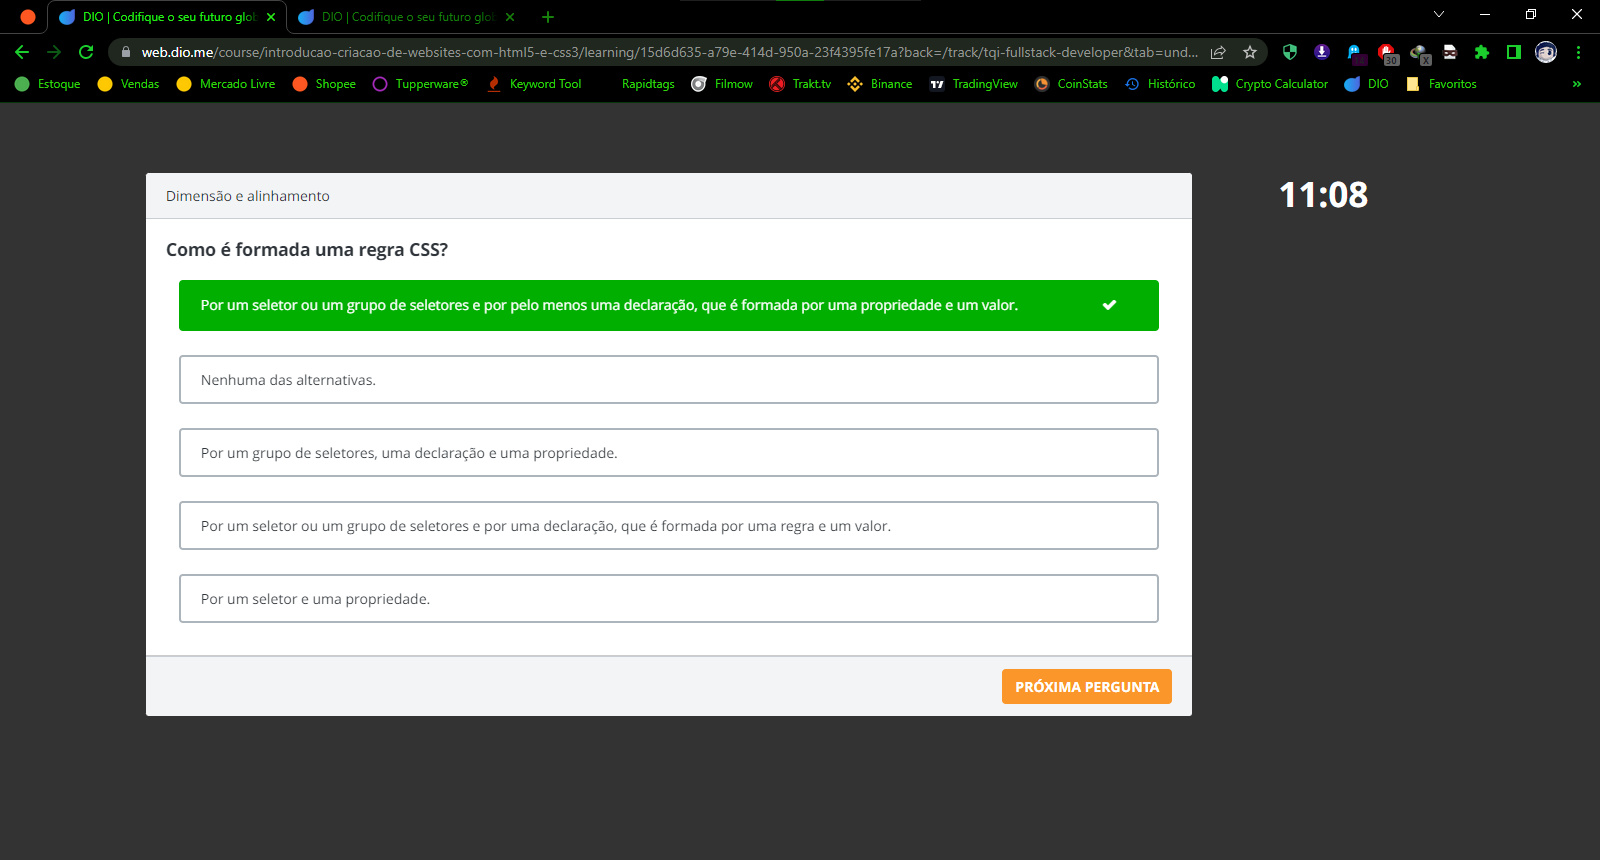 DIO | Codifique o seu futuro glob
DIO | Codifique o seu futuro glob
web.dio.me/course/introducao-criacao-de-websites-com-html5-e-css3/learning/15d6d635-a79e-414d-950a-23f4395fe17a?back=/track/tqi-fullstack-developer&tab=und...
30
X
Estoque
Vendas
Mercado Livre
Shopee
Tupperware®
Keyword Tool
Rapidtags
Filmow
Trakt.tv
Binance
TradingView
CoinStats
Histórico
Crypto Calculator
DIO
Favoritos
»
Dimensão e alinhamento
11:08
Como é formada uma regra CSS?
Por um seletor ou um grupo de seletores e por pelo menos uma declaração, que é formada por uma propriedade e um valor.
Nenhuma das alternativas.
Por um grupo de seletores, uma declaração e uma propriedade.
Por um seletor ou um grupo de seletores e por uma declaração, que é formada por uma regra e um valor.
Por um seletor e uma propriedade.
PRÓXIMA PERGUNTA